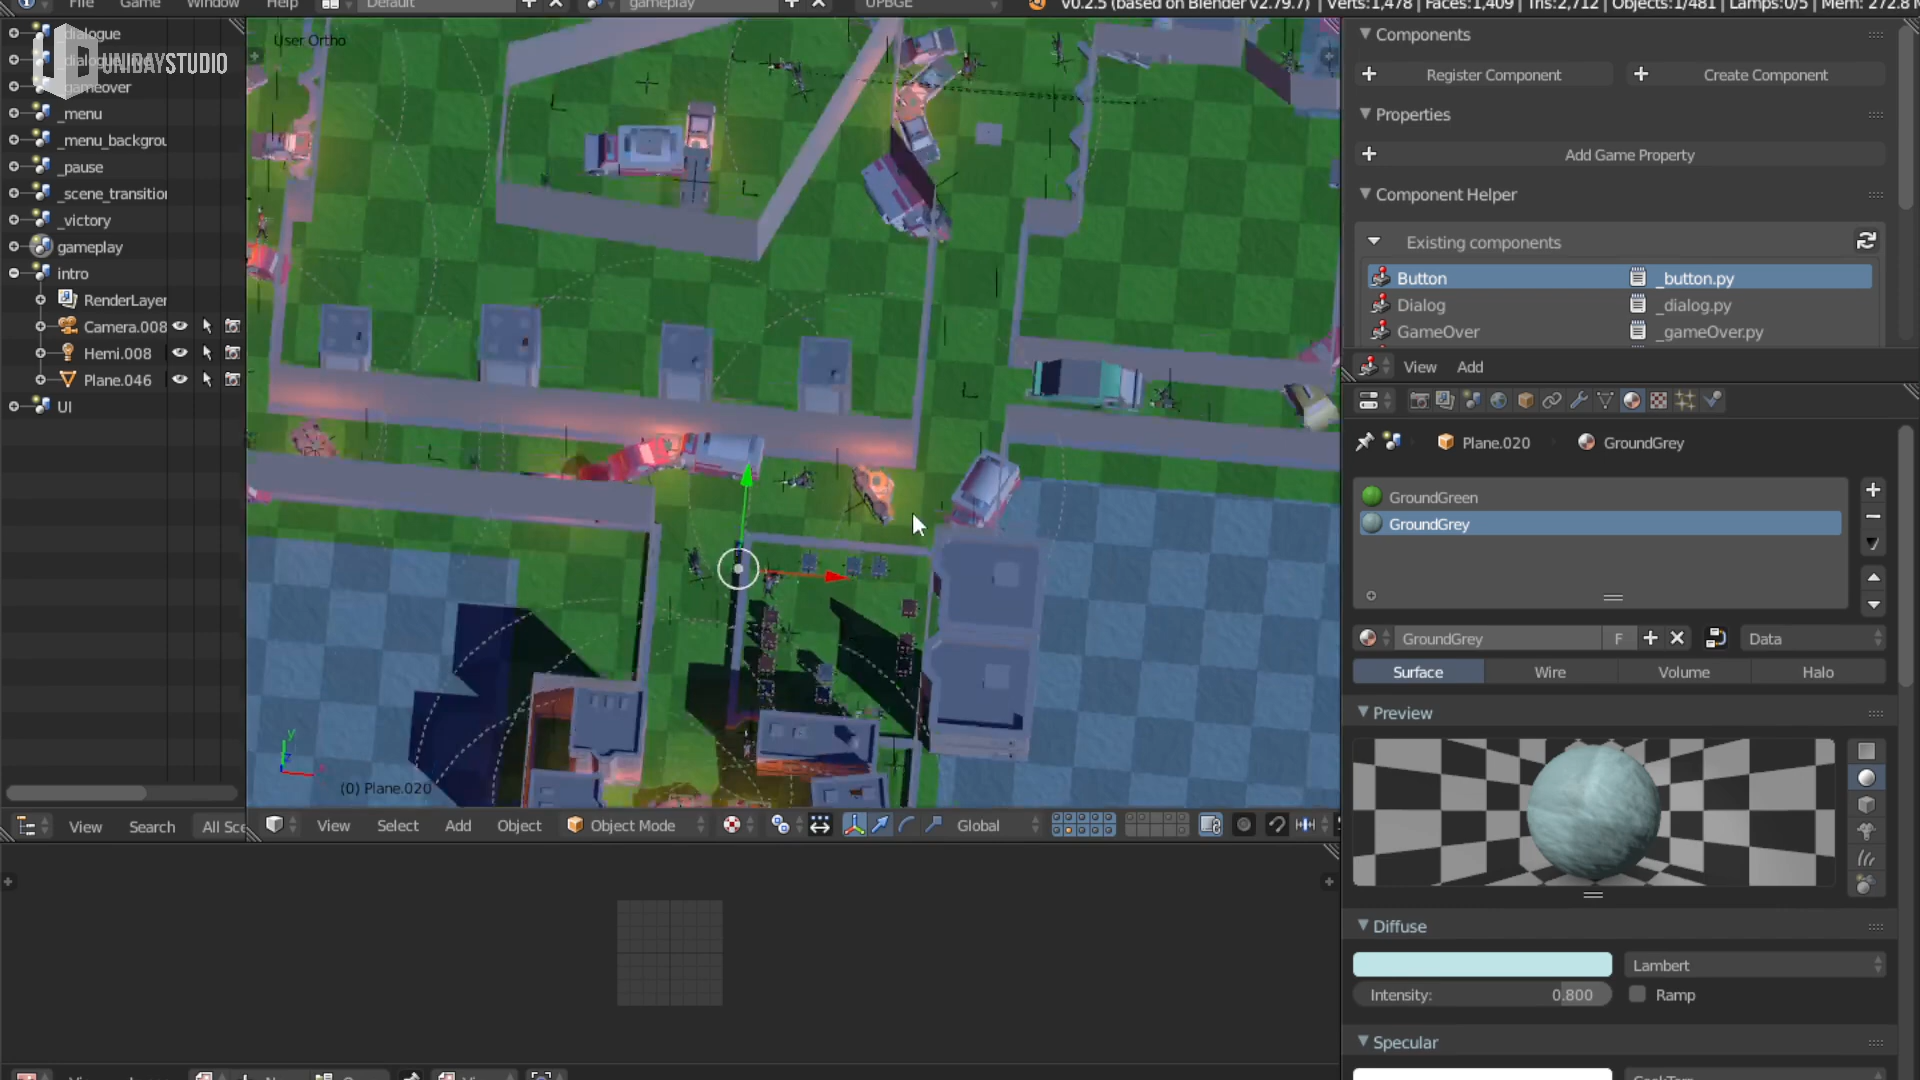 File Game Window Help Default gameplay UPBGE v0.2.5 (based on Blender v2.79.7) Verts:1,478 | Faces:1,409 | Tris:2,712 | Objects:1/481 | Lamps:0/5 | Mem: 272.8
_dialogue
UNIDAYSTUDIO
gameover
_menu
_menu_backgrou
_pause
_scene_transition
_victory
gameplay
intro
RenderLayer
Camera.008
Hemi.008
Plane.046
UI
View Search All Sce
User Ortho
y
(0) Plane.020
View Select Add Object Object Mode Global
Components
Register Component Create Component
Properties
Add Game Property
Component Helper
Existing components
Button _button.py
Dialog _dialog.py
GameOver _gameOver.py
View Add
Plane.020 GroundGrey
GroundGreen
GroundGrey
GroundGrey F Data
Surface Wire Volume Halo
Preview
Diffuse
Lambert
Intensity: 0.800 Ramp
Specular